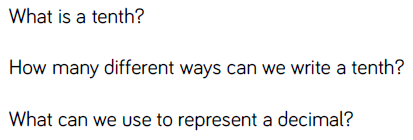 What is a tenth?
How many different ways can we write a tenth?
What can we use to represent a decimal?